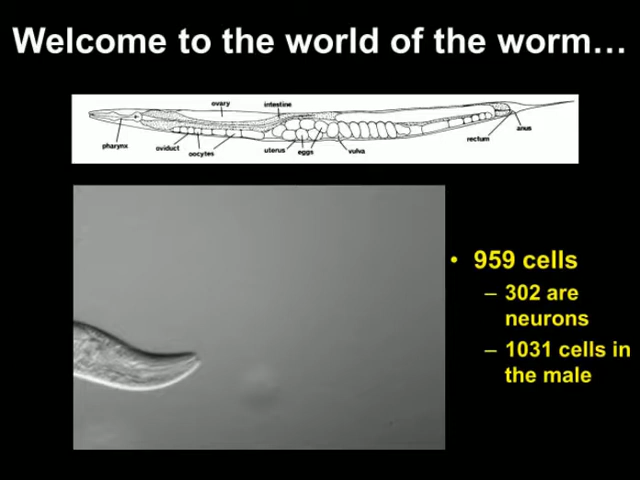 Welcome to the world of the worm…
ovary
intestine
pharynx
oviduct
oocytes
uterus
eggs
vulva
rectum
anus
• 959 cells
– 302 are
neurons
– 1031 cells in
the male